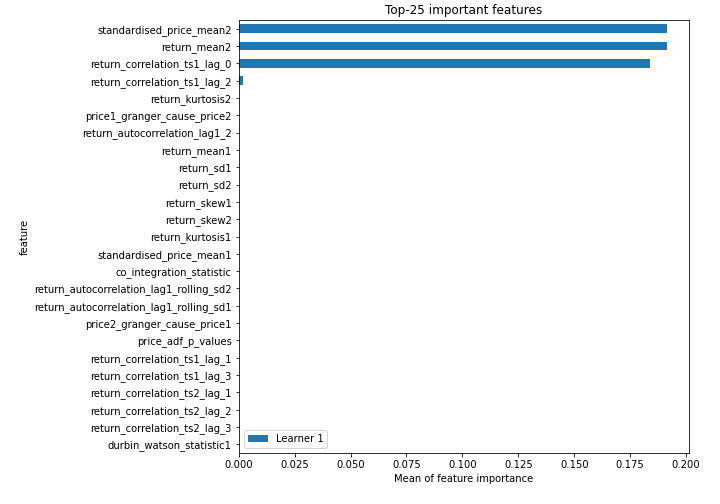 Top-25 important features
standardised_price_mean2
return_mean2
return_correlation_ts1_lag_0
return_correlation_ts1_lag_2
return_kurtosis2
price1_granger_cause_price2
return_autocorrelation_lag1_2
return_mean1
return_sd1
return_sd2
return_skew1
return_skew2
return_kurtosis1
standardised_price_mean1
co_integration_statistic
return_autocorrelation_lag1_rolling_sd2
return_autocorrelation_lag1_rolling_sd1
price2_granger_cause_price1
price_adf_p_values
return_correlation_ts1_lag_1
return_correlation_ts1_lag_3
return_correlation_ts2_lag_1
return_correlation_ts2_lag_2
return_correlation_ts2_lag_3
durbin_watson_statistic1
feature
Learner 1
0.000 0.025 0.050 0.075 0.100 0.125 0.150 0.175 0.200
Mean of feature importance